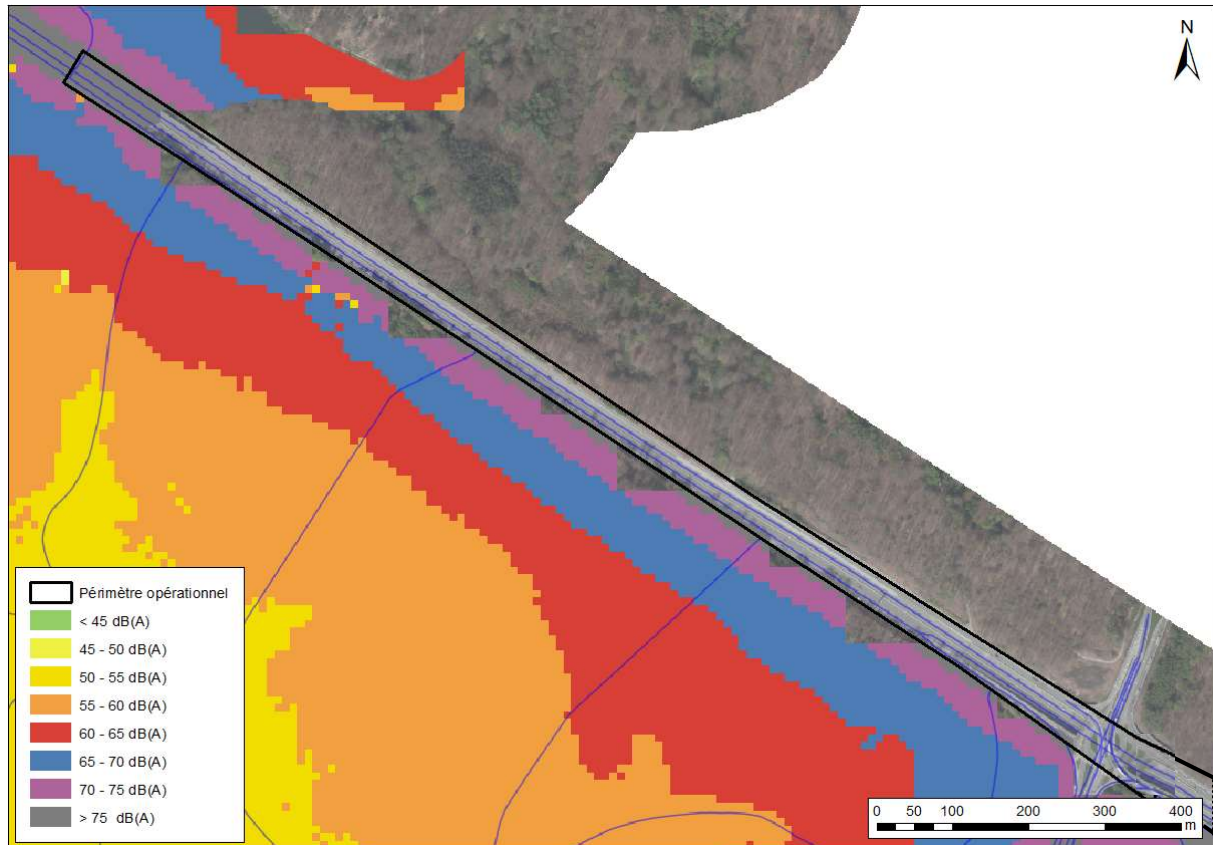 N
Périmètre opérationnel
< 45 dB(A)
45 - 50 dB(A)
50 - 55 dB(A)
55 - 60 dB(A)
60 - 65 dB(A)
65 - 70 dB(A)
70 - 75 dB(A)
> 75 dB(A)
0 50 100 200 300 400
m